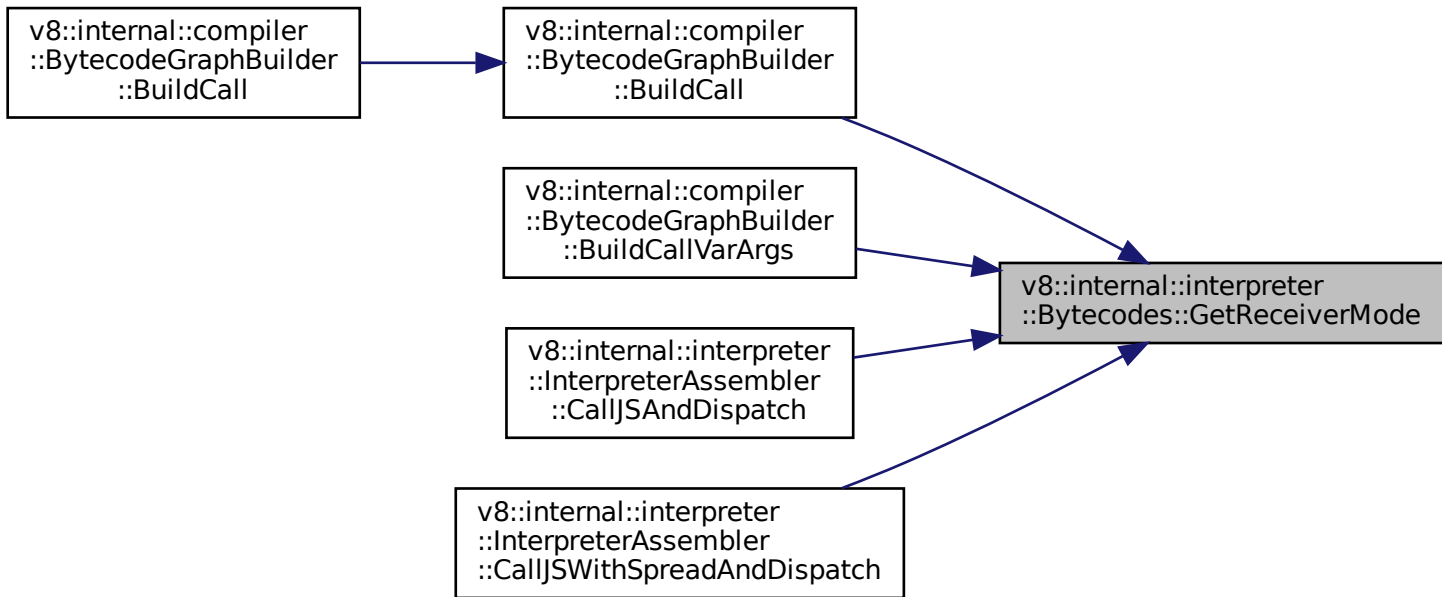 v8::internal::compiler
::BytecodeGraphBuilder
::BuildCall
v8::internal::compiler
::BytecodeGraphBuilder
::BuildCall
v8::internal::compiler
::BytecodeGraphBuilder
::BuildCallVarArgs
v8::internal::interpreter
::Bytecodes::GetReceiverMode
v8::internal::interpreter
::InterpreterAssembler
::CallJSAndDispatch
v8::internal::interpreter
::InterpreterAssembler
::CallJSWithSpreadAndDispatch